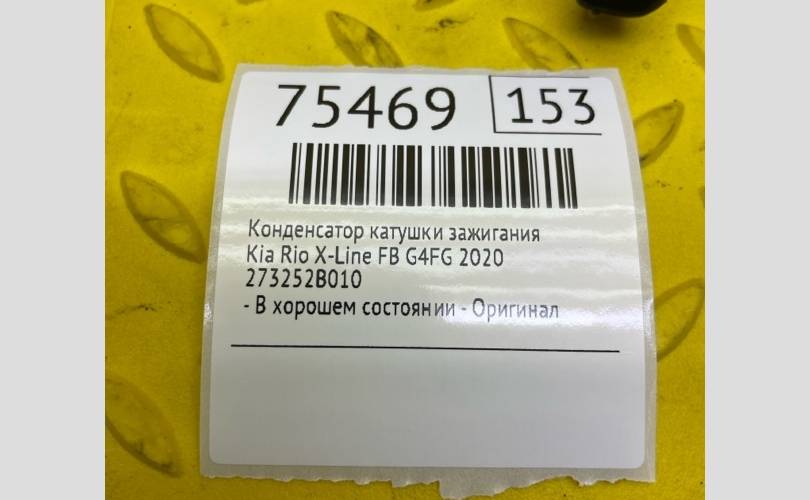 75469 153
Конденсатор катушки зажигания
Kia Rio X-Line FB G4FG 2020
273252B010
- В хорошем состоянии - Оригинал